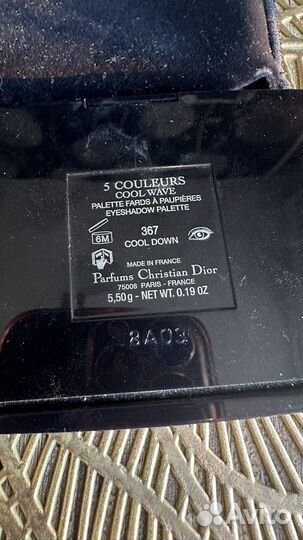 5 COULEURS
COOL WAVE
PALETTE FARDS À PAUPIÈRES
EYESHADOW PALETTE
6M
367
COOL DOWN
MADE IN FRANCE
Parfums Christian Dior
75008 PARIS - FRANCE
5,50 g - NET WT. 0.19 OZ
8A03
Avito